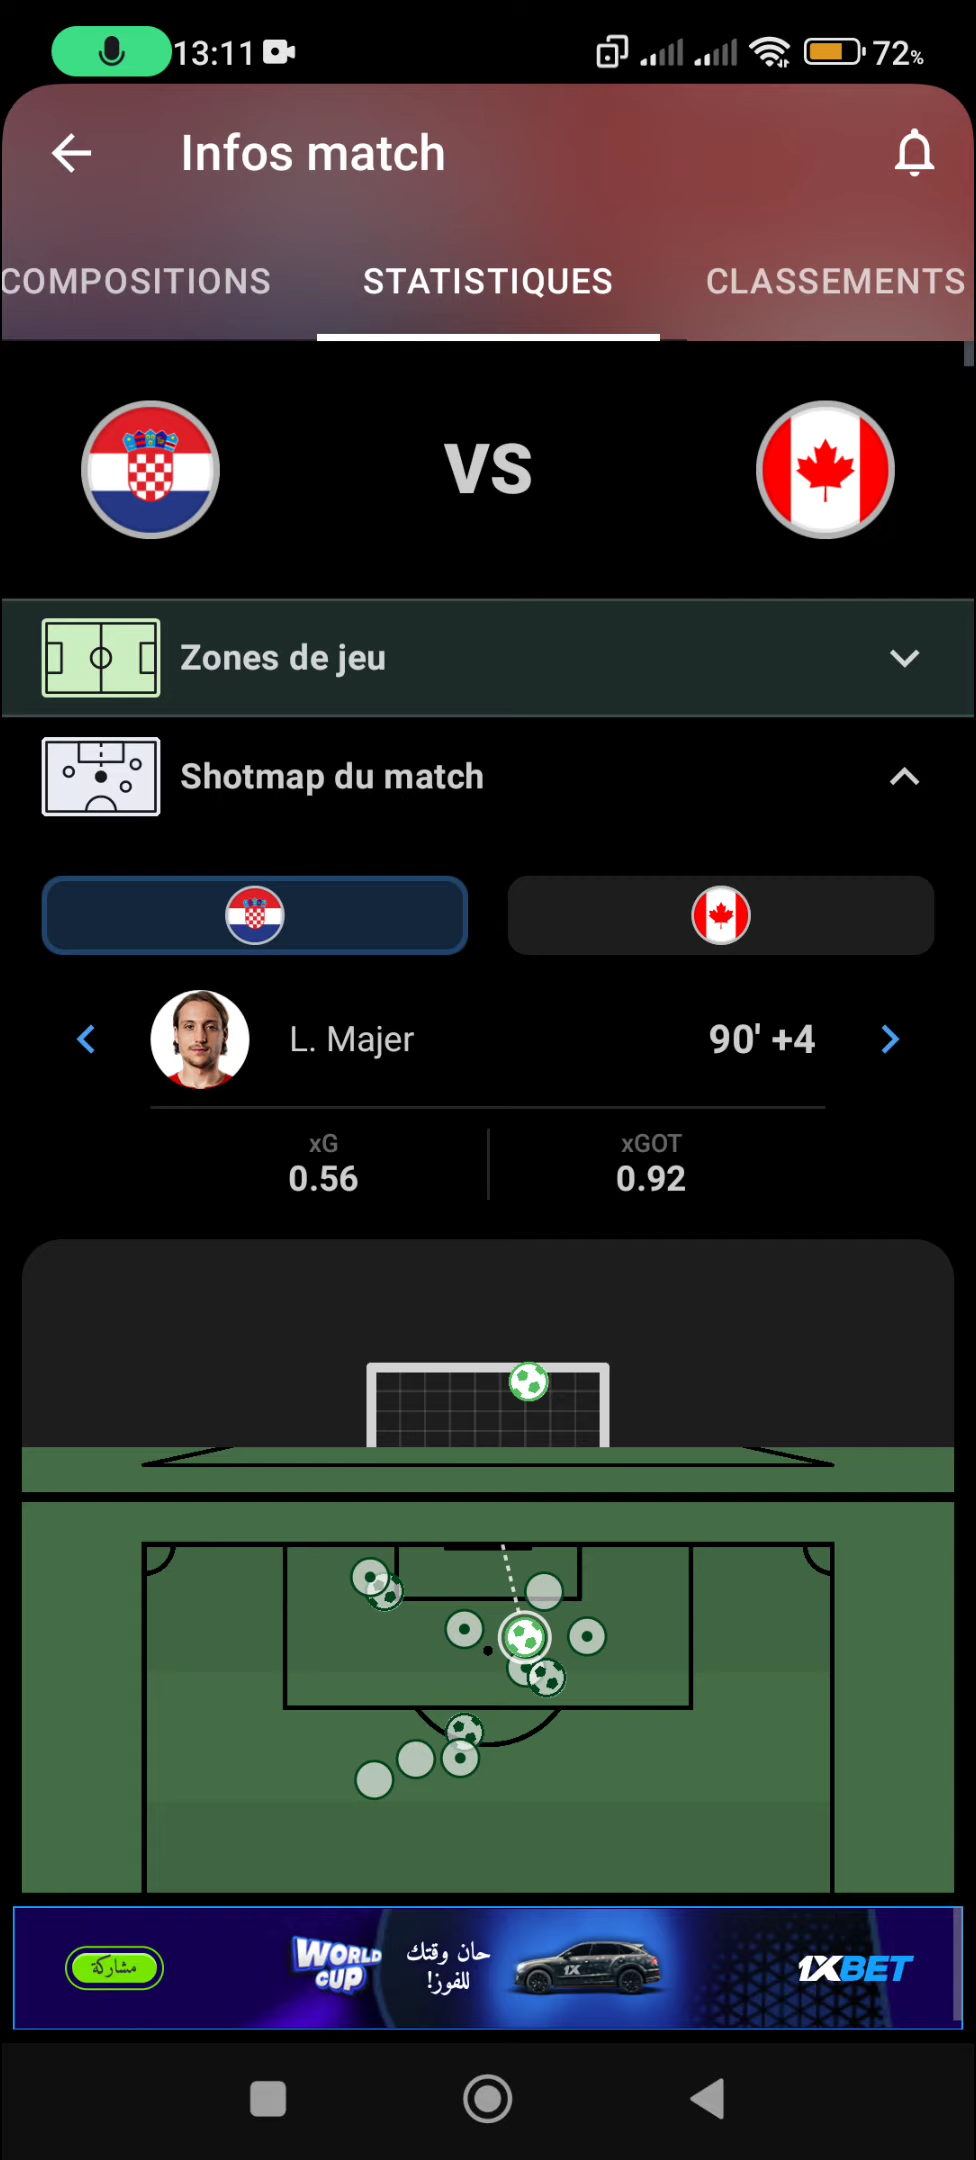 13:11
72%
Infos match
COMPOSITIONS
STATISTIQUES
CLASSEMENTS
VS
Zones de jeu
Shotmap du match
L. Majer
90' +4
xG
xGOT
0.56
0.92
مشاركة
WORLD CUP
حان وقتك
للفوز!
1X
1XBET